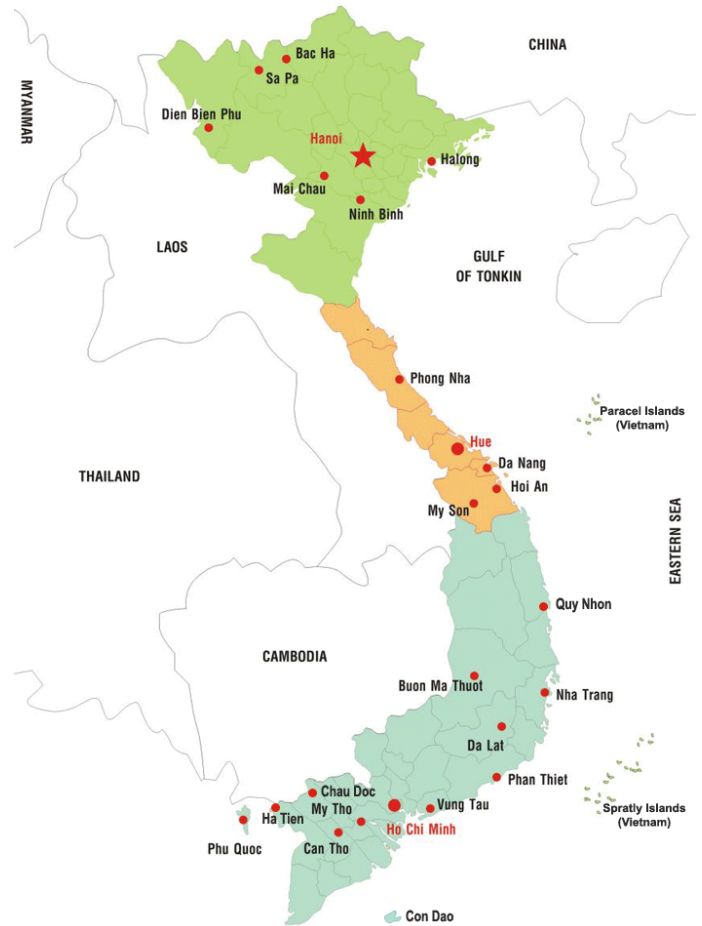 CHINA
Bac Ha
Sa Pa
MYANMAR
Dien Bien Phu
Hanoi
Halong
Mai Chau
Ninh Binh
LAOS
GULF
OF TONKIN
Phong Nha
Paracel Islands
(Vietnam)
Hue
Da Nang
THAILAND
Hoi An
My Son
EASTERN SEA
Quy Nhon
CAMBODIA
Buon Ma Thuot
Nha Trang
Da Lat
Phan Thiet
Chau Doc
My Tho
Vung Tau
Spratly Islands
(Vietnam)
Ha Tien
Ho Chi Minh
Phu Quoc
Can Tho
Con Dao